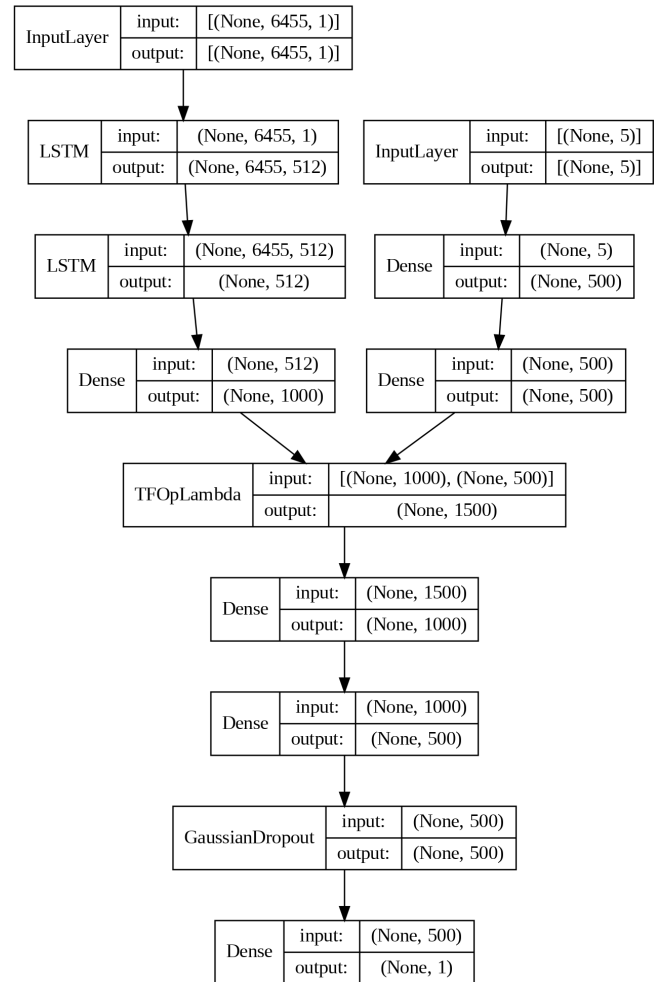 InputLayer
input: [(None, 6455, 1)]
output: [(None, 6455, 1)]
LSTM
input: (None, 6455, 1)
output: (None, 6455, 512)
InputLayer
input: [(None, 5)]
output: [(None, 5)]
LSTM
input: (None, 6455, 512)
output: (None, 512)
Dense
input: (None, 5)
output: (None, 500)
Dense
input: (None, 512)
output: (None, 1000)
Dense
input: (None, 500)
output: (None, 500)
TFOpLambda
input: [(None, 1000), (None, 500)]
output: (None, 1500)
Dense
input: (None, 1500)
output: (None, 1000)
Dense
input: (None, 1000)
output: (None, 500)
GaussianDropout
input: (None, 500)
output: (None, 500)
Dense
input: (None, 500)
output: (None, 1)